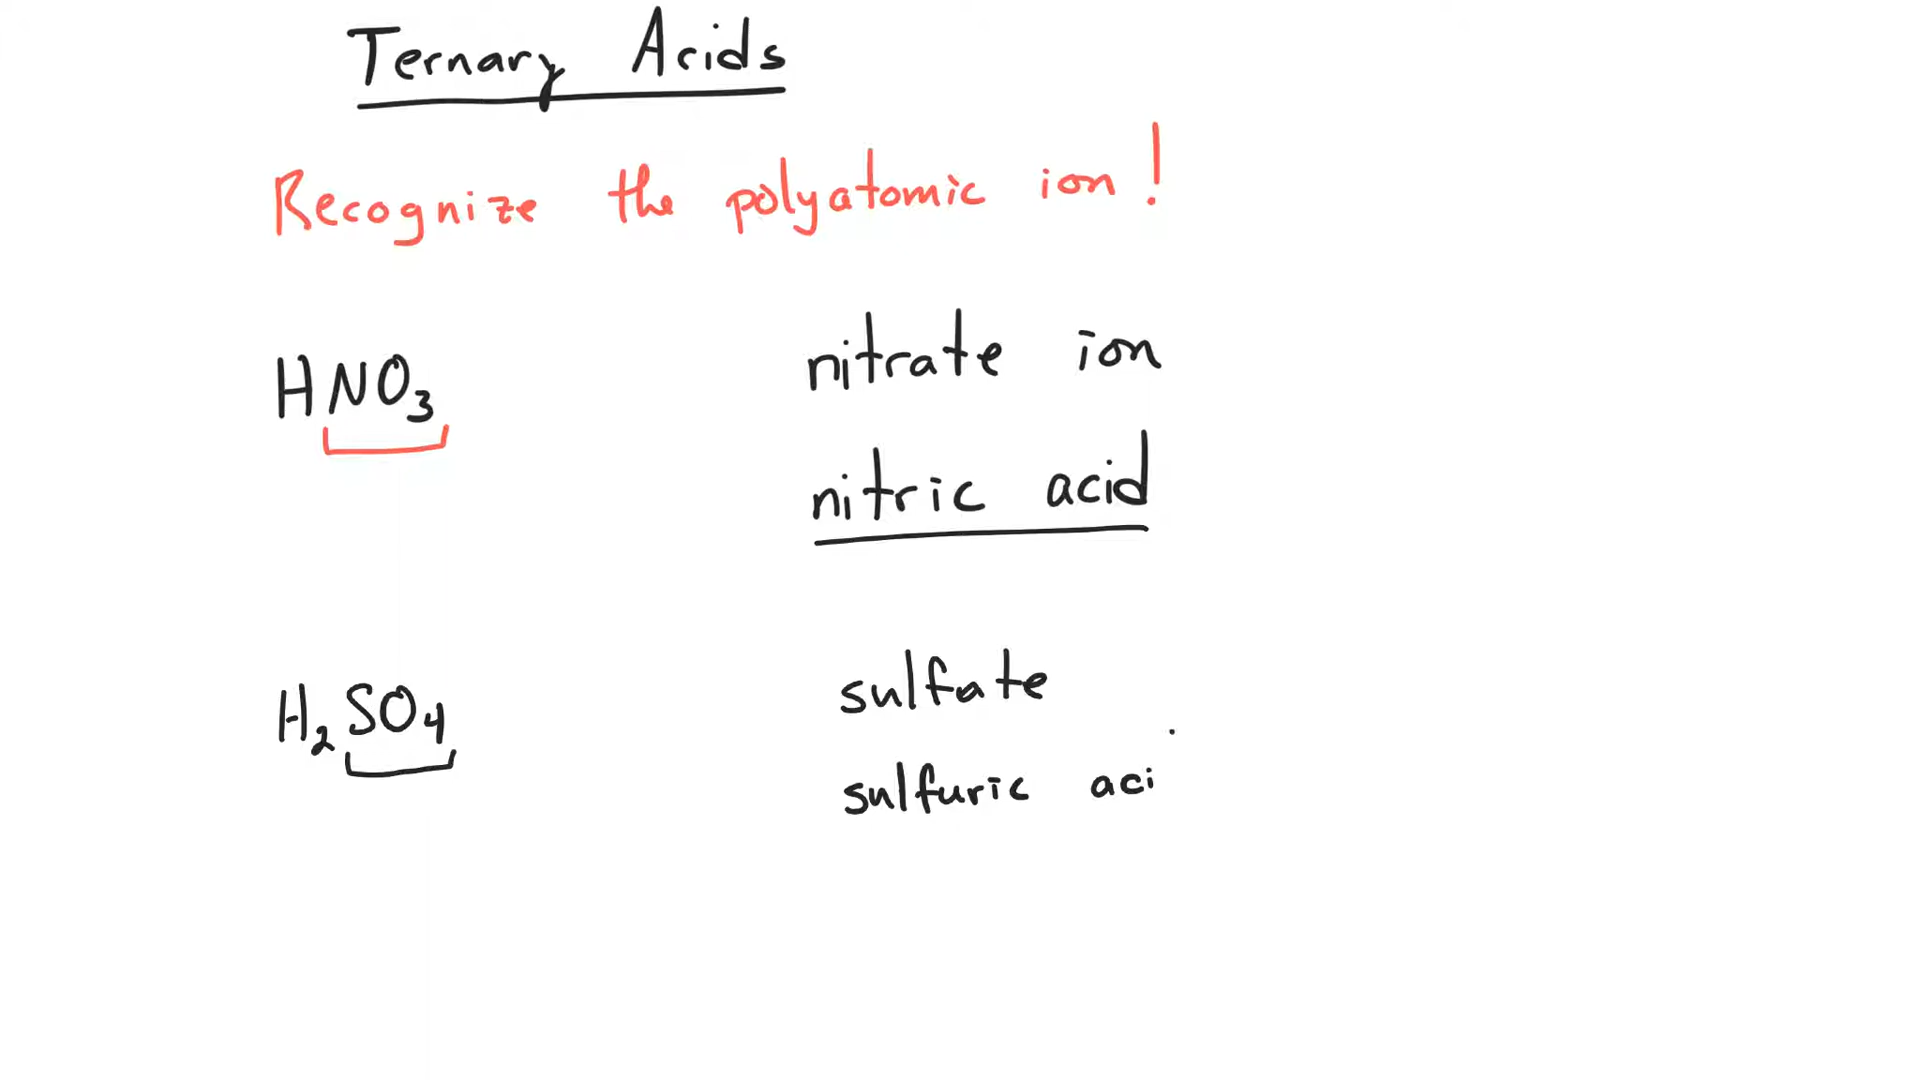 Ternary Acids
Recognize the polyatomic ion!
HNO₃
nitrate ion
nitric acid
H₂SO₄
sulfate
sulfuric aci